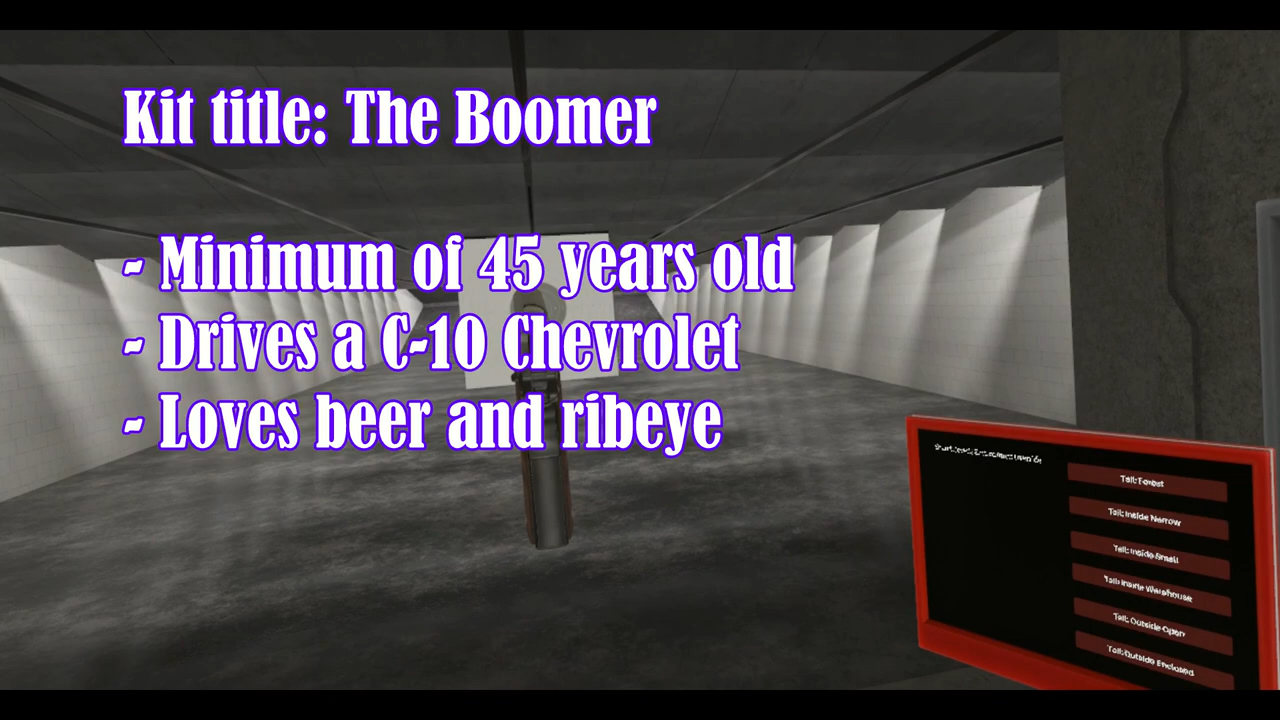 Kit title: The Boomer
- Minimum of 45 years old
- Drives a C-10 Chevrolet
- Loves beer and ribeye
Tail: Forest
Tail: Inside Narrow
Tail: Inside Small
Tail: Inside Warehouse
Tail: Outside Open
Tail: Outside Enclosed